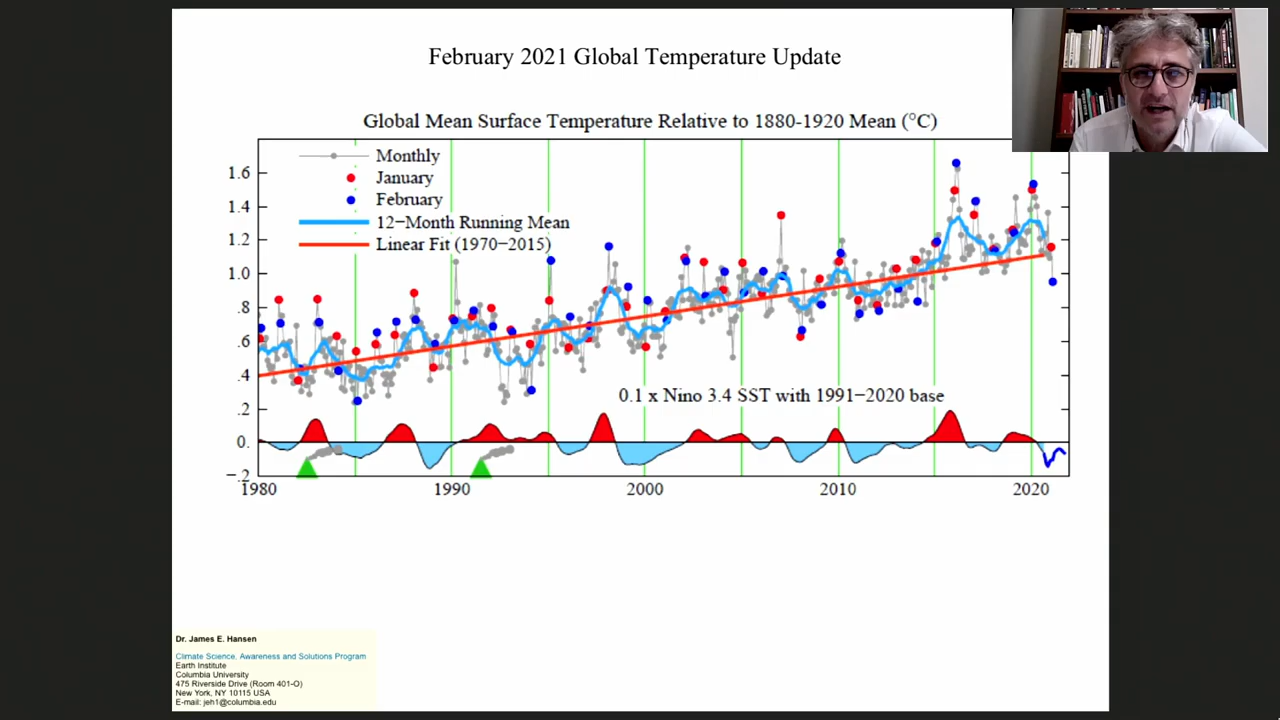 February 2021 Global Temperature Update
Global Mean Surface Temperature Relative to 1880-1920 Mean (°C)
Monthly
January
February
12−Month Running Mean
Linear Fit (1970−2015)
1.6
1.4
1.2
1.0
.8
.6
.4
.2
0.
−.2
0.1 x Nino 3.4 SST with 1991−2020 base
1980 1990 2000 2010 2020
Dr. James E. Hansen
Climate Science, Awareness and Solutions Program
Earth Institute
Columbia University
475 Riverside Drive (Room 401-O)
New York, NY 10115 USA
E-mail: jeh1@columbia.edu